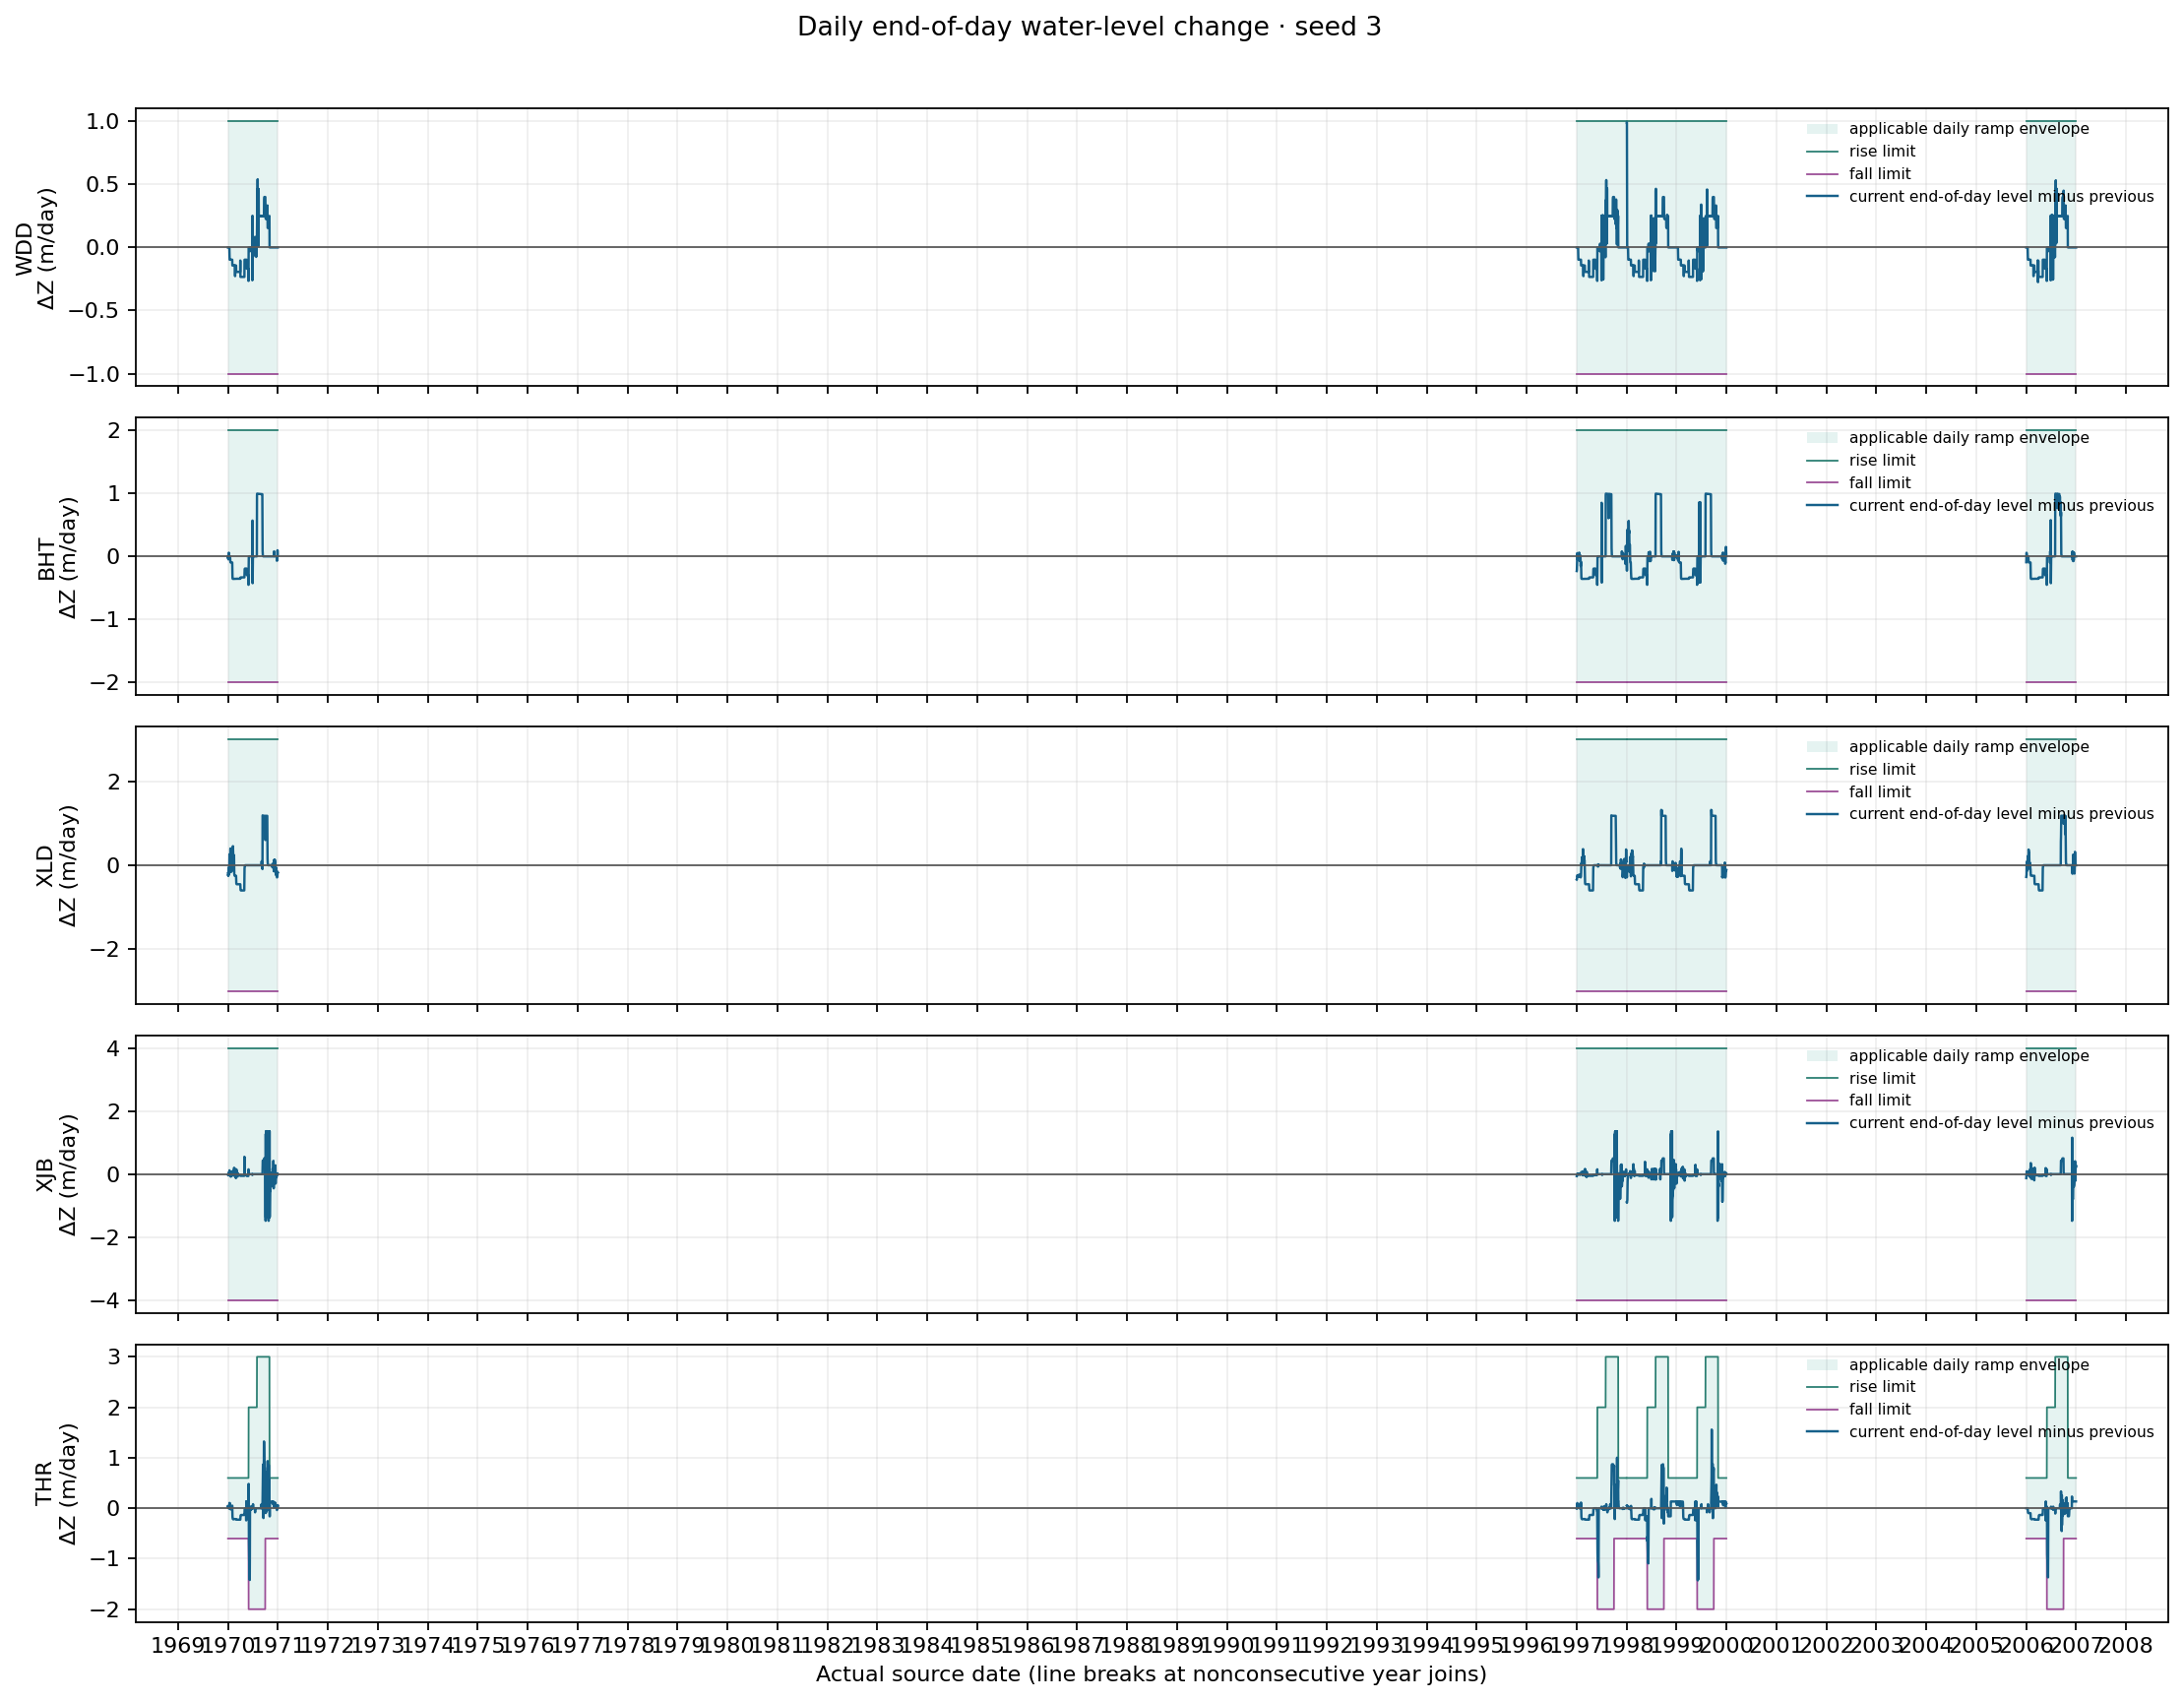 Daily end-of-day water-level change · seed 3
WDD
ΔZ (m/day)
1.0
0.5
0.0
−0.5
−1.0
applicable daily ramp envelope
rise limit
fall limit
current end-of-day level minus previous
BHT
ΔZ (m/day)
2
1
0
−1
−2
applicable daily ramp envelope
rise limit
fall limit
current end-of-day level minus previous
XLD
ΔZ (m/day)
2
0
−2
applicable daily ramp envelope
rise limit
fall limit
current end-of-day level minus previous
XJB
ΔZ (m/day)
4
2
0
−2
−4
applicable daily ramp envelope
rise limit
fall limit
current end-of-day level minus previous
THR
ΔZ (m/day)
3
2
1
0
−1
−2
applicable daily ramp envelope
rise limit
fall limit
current end-of-day level minus previous
1969 1970 1971 1972 1973 1974 1975 1976 1977 1978 1979 1980 1981 1982 1983 1984 1985 1986 1987 1988 1989 1990 1991 1992 1993 1994 1995 1996 1997 1998 1999 2000 2001 2002 2003 2004 2005 2006 2007 2008
Actual source date (line breaks at nonconsecutive year joins)